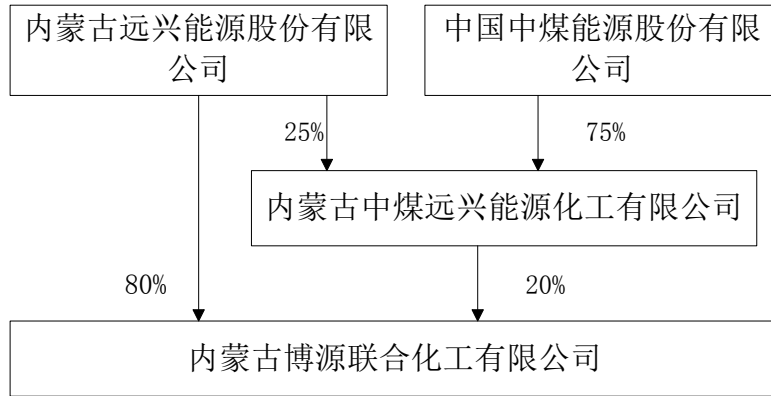 内蒙古远兴能源股份有限
公司
中国中煤能源股份有限
公司
25%
75%
内蒙古中煤远兴能源化工有限公司
80%
20%
内蒙古博源联合化工有限公司